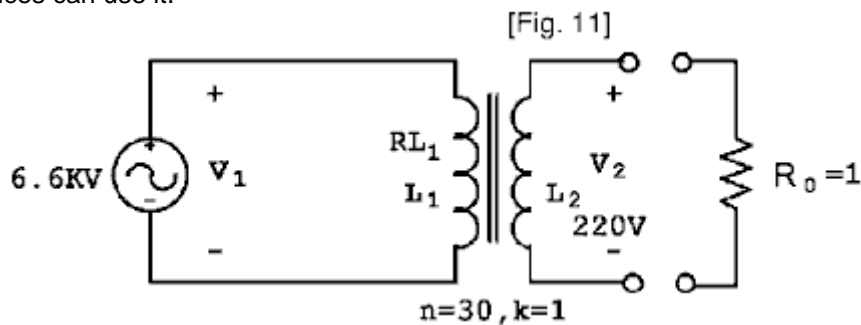 [Fig. 11]
+
+
6.6KV
V₁
RL₁
L₁
L₂
V₂
220V
R₀=1
-
-
n=30,k=1